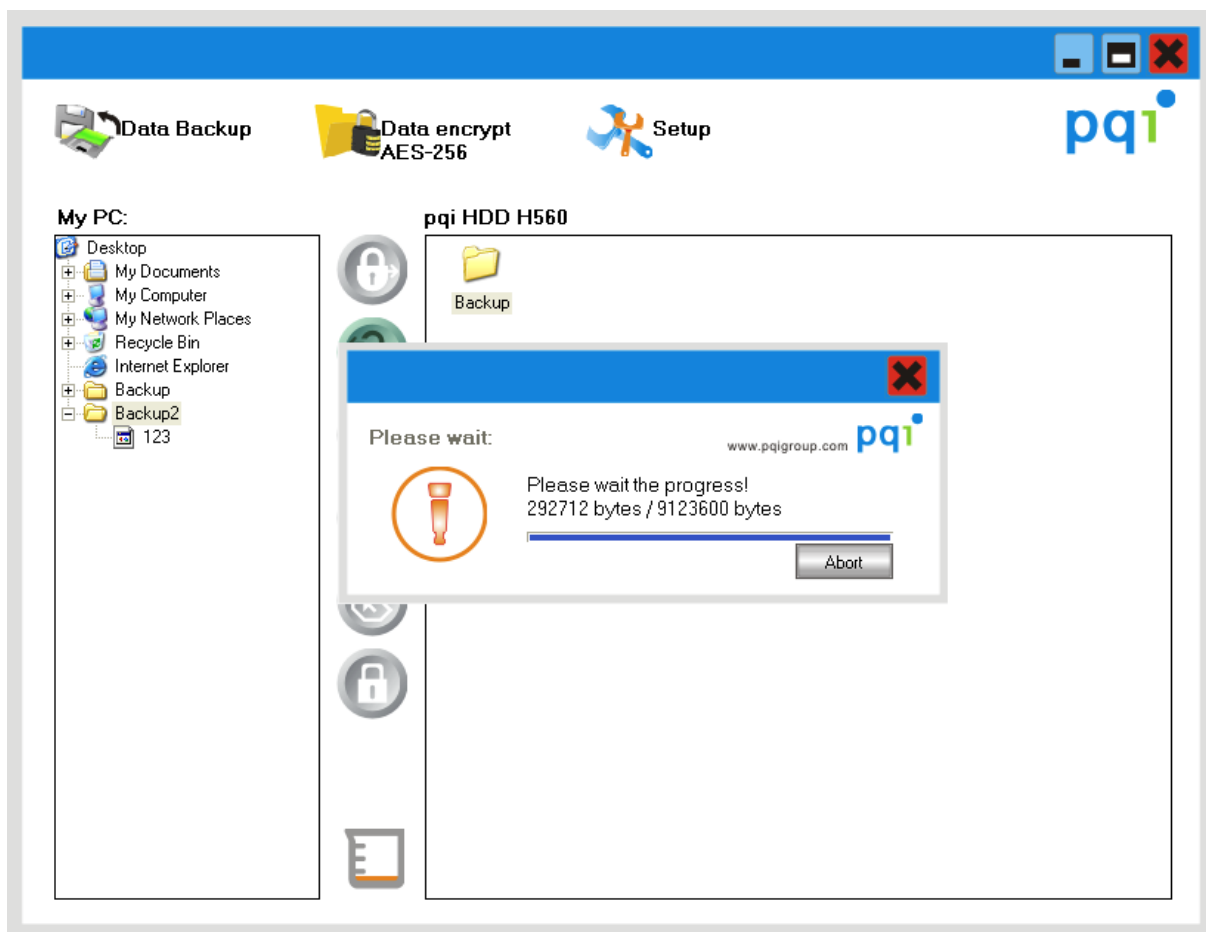 Data Backup
Data encrypt
AES-256
Setup
pqi
My PC:
pqi HDD H560
Desktop
My Documents
My Computer
My Network Places
Recycle Bin
Internet Explorer
Backup
Backup2
123
Backup
Please wait:
www.pqigroup.com pqi
Please wait the progress!
292712 bytes / 9123600 bytes
Abort